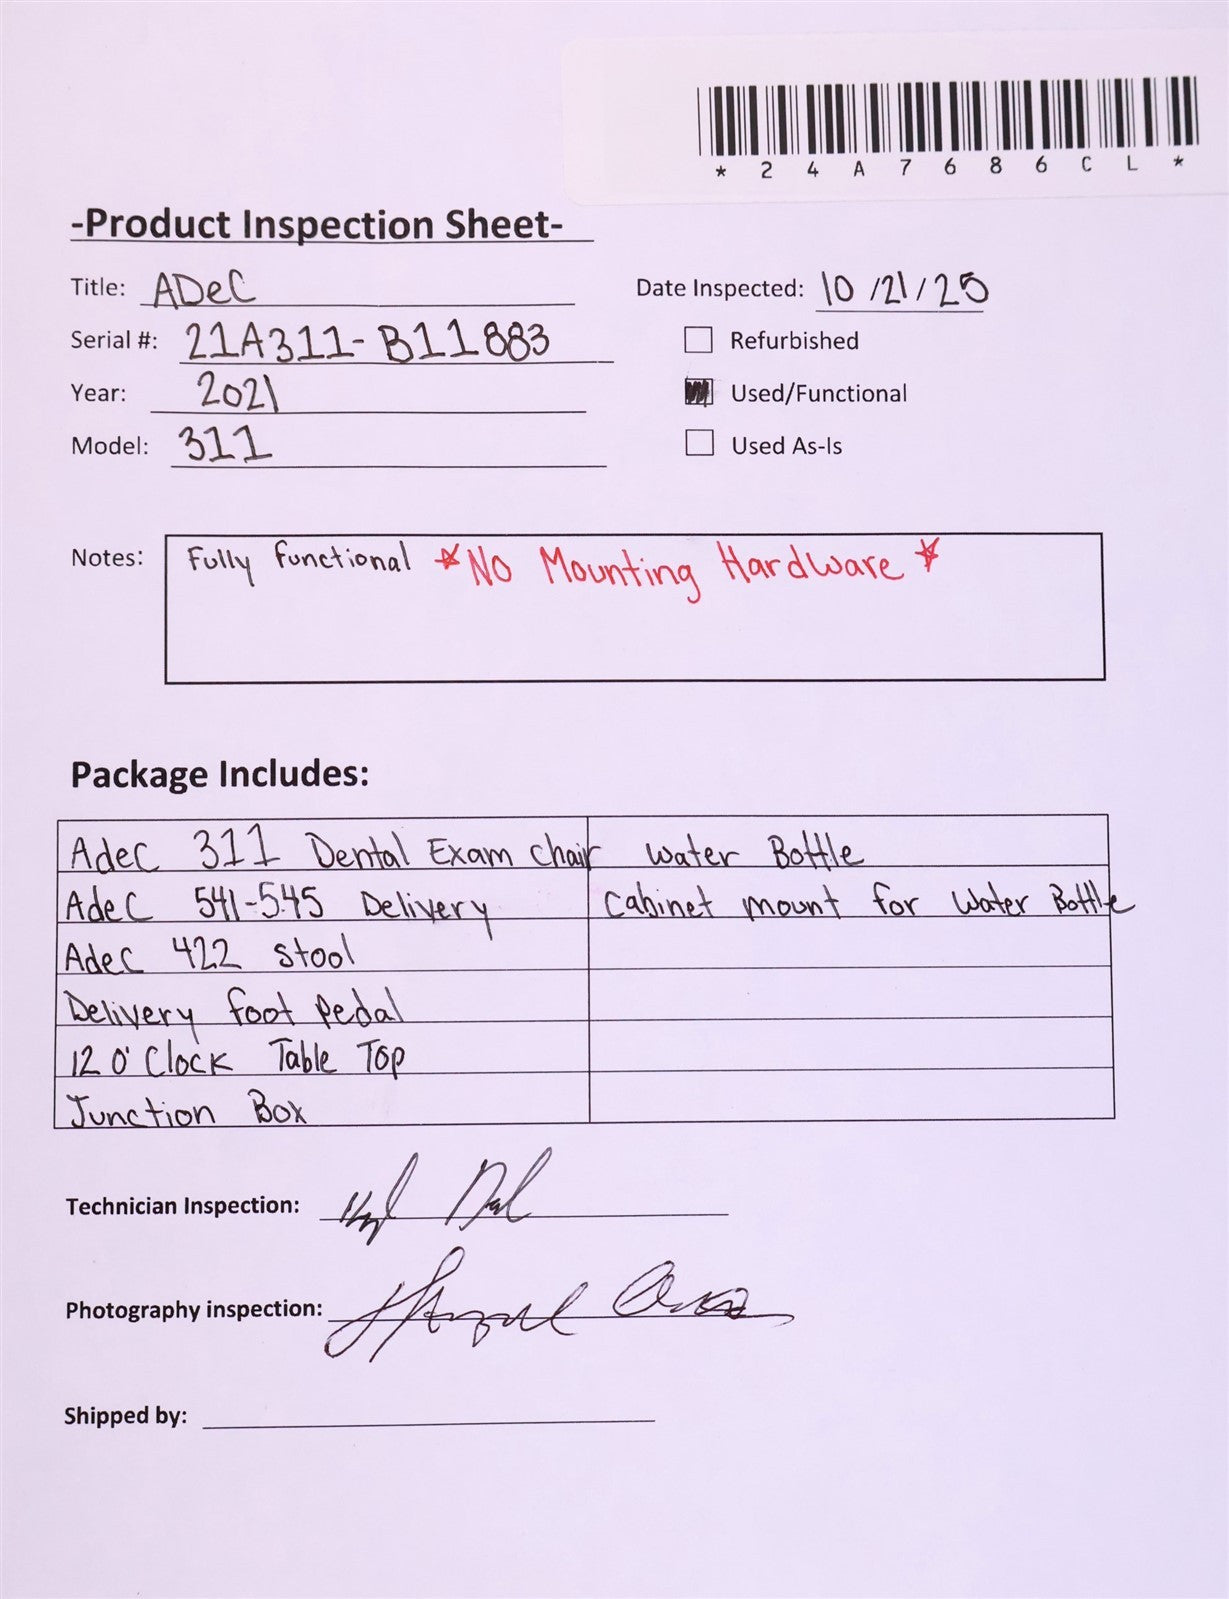 *24A7686CL*
-Product Inspection Sheet-
Title: ADeC
Date Inspected: 10/21/25
Serial #: 21A311-B11883
Refurbished
Year: 2021
Used/Functional
Model: 311
Used As-Is
Notes: Fully functional *No Mounting Hardware*
Package Includes:
AdeC 311 Dental Exam chair water Bottle
AdeC 541-545 Delivery Cabinet mount for Water Bottle
AdeC 422 stool
Delivery foot pedal
12 O'Clock Table Top
Junction Box
Technician Inspection:
Photography inspection:
Shipped by: